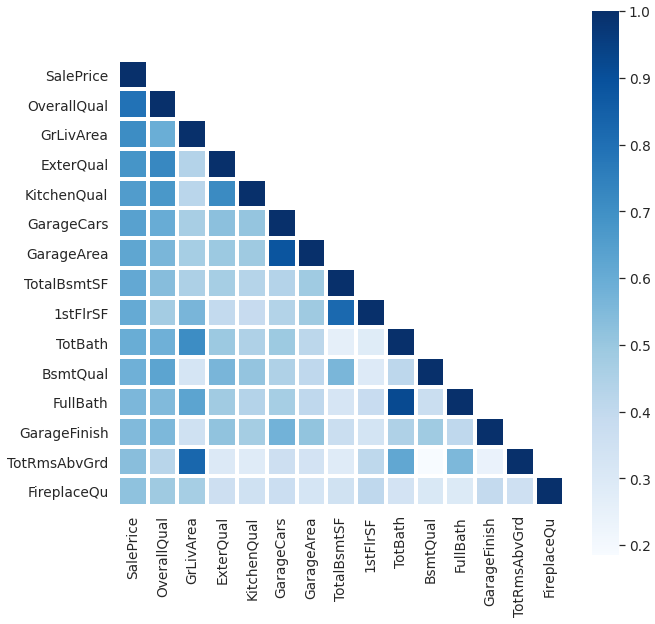 1.0
SalePrice
OverallQual
0.9
GrLivArea
ExterQual
0.8
KitchenQual
GarageCars
0.7
GarageArea
TotalBsmtSF
0.6
1stFlrSF
TotBath
0.5
BsmtQual
FullBath
0.4
GarageFinish
TotRmsAbvGrd
0.3
FireplaceQu
0.2
SalePrice
OverallQual
GrLivArea
ExterQual
KitchenQual
GarageCars
GarageArea
TotalBsmtSF
1stFlrSF
TotBath
BsmtQual
FullBath
GarageFinish
TotRmsAbvGrd
FireplaceQu